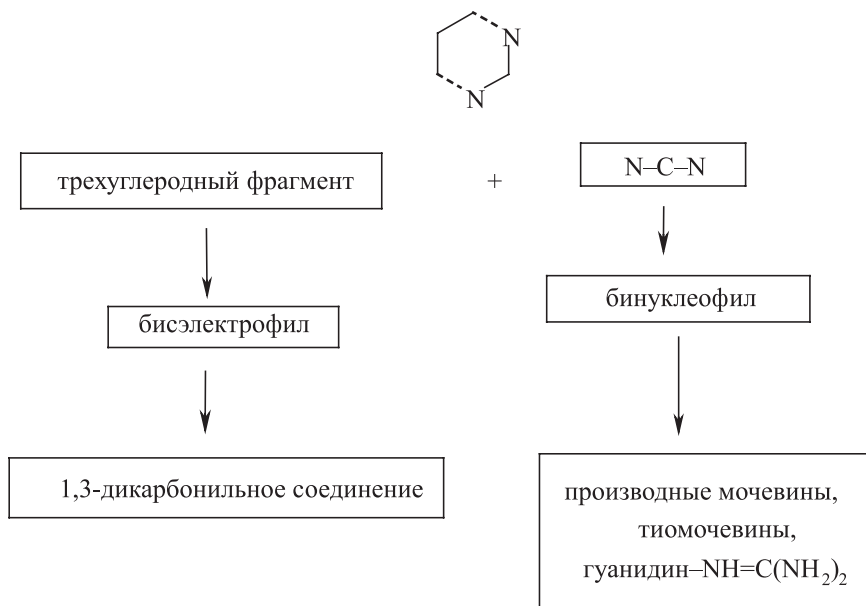 N
N
трехуглеродный фрагмент + N–C–N
бисэлектрофил
бинуклеофил
1,3-дикарбонильное соединение
производные мочевины,
тиомочевины,
гуанидин–NH=C(NH₂)₂